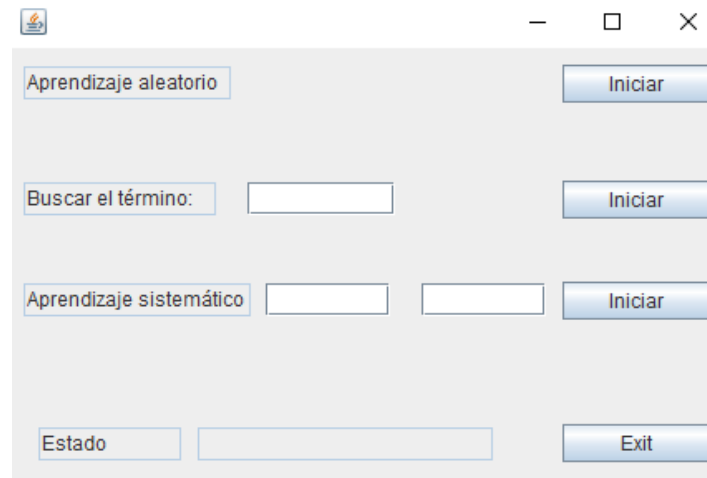 Aprendizaje aleatorio Iniciar
Buscar el término: Iniciar
Aprendizaje sistemático Iniciar
Estado Exit